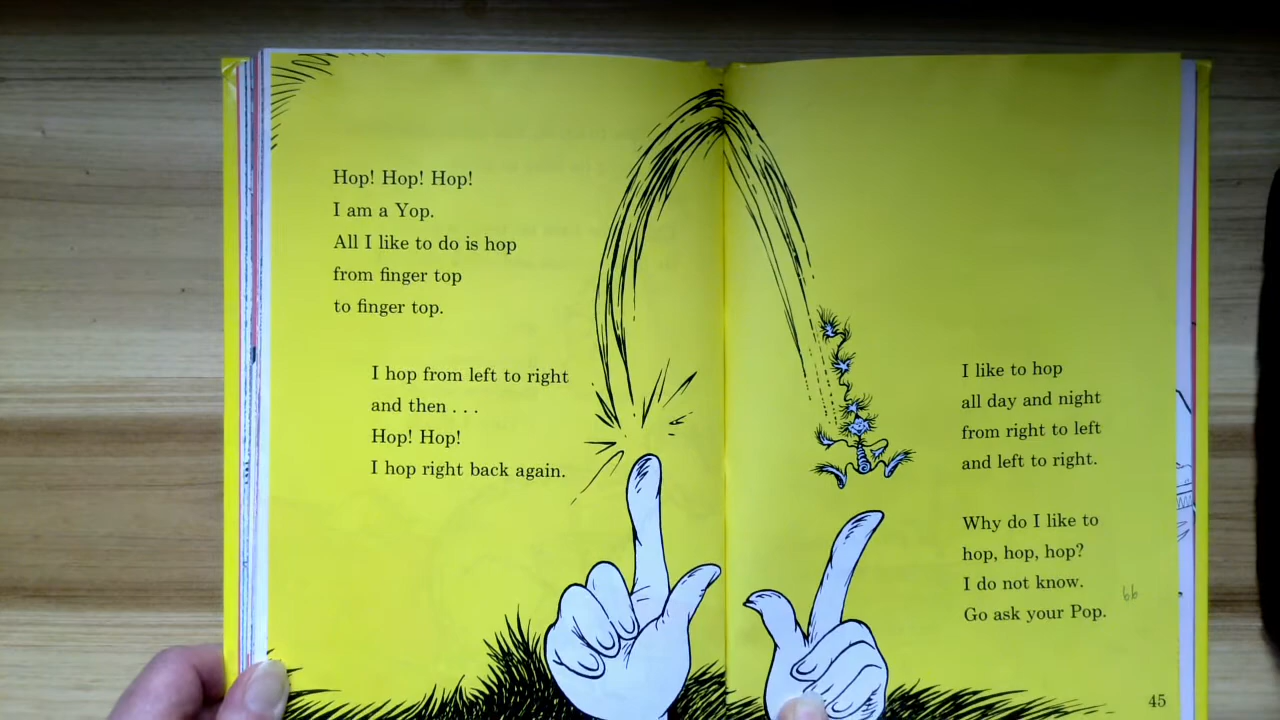 Hop! Hop! Hop!
I am a Yop.
All I like to do is hop
from finger top
to finger top.
I hop from left to right
and then . . .
Hop! Hop!
I hop right back again.
I like to hop
all day and night
from right to left
and left to right.
Why do I like to
hop, hop, hop?
I do not know.
Go ask your Pop.
66
45